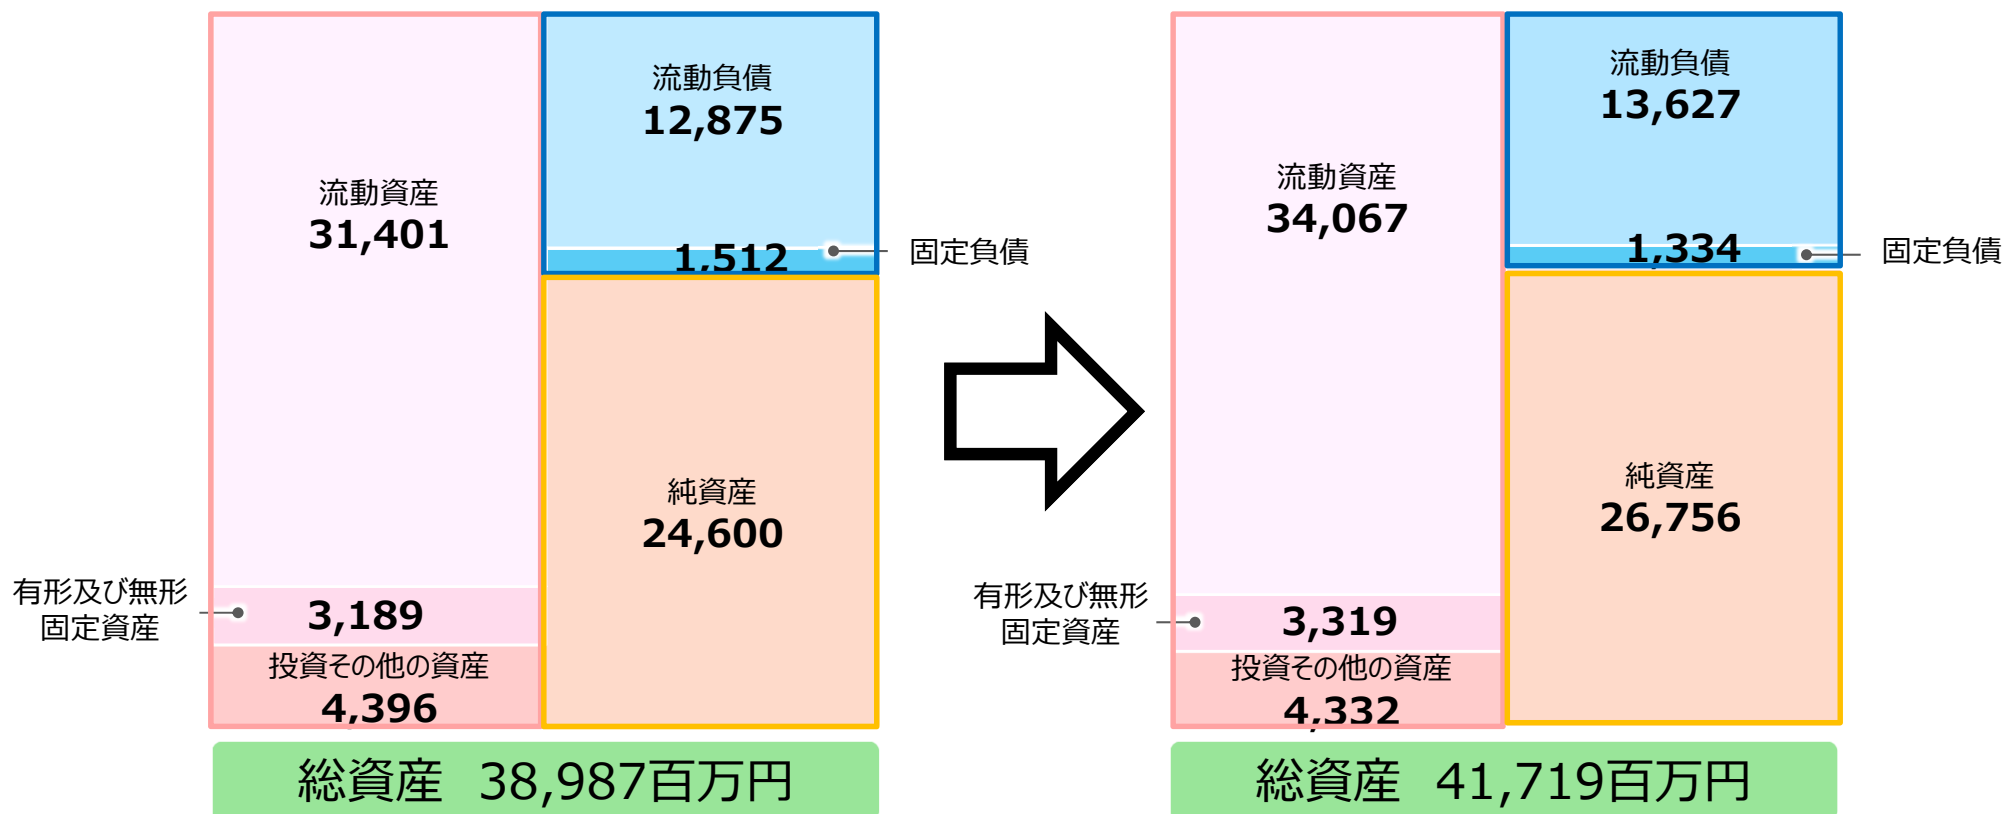 流動資産
31,401
有形及び無形
固定資産
3,189
投資その他の資産
4,396
流動負債
12,875
1,512
固定負債
純資産
24,600
総資産 38,987百万円
流動資産
34,067
有形及び無形
固定資産
3,319
投資その他の資産
4,332
流動負債
13,627
1,334
固定負債
純資産
26,756
総資産 41,719百万円